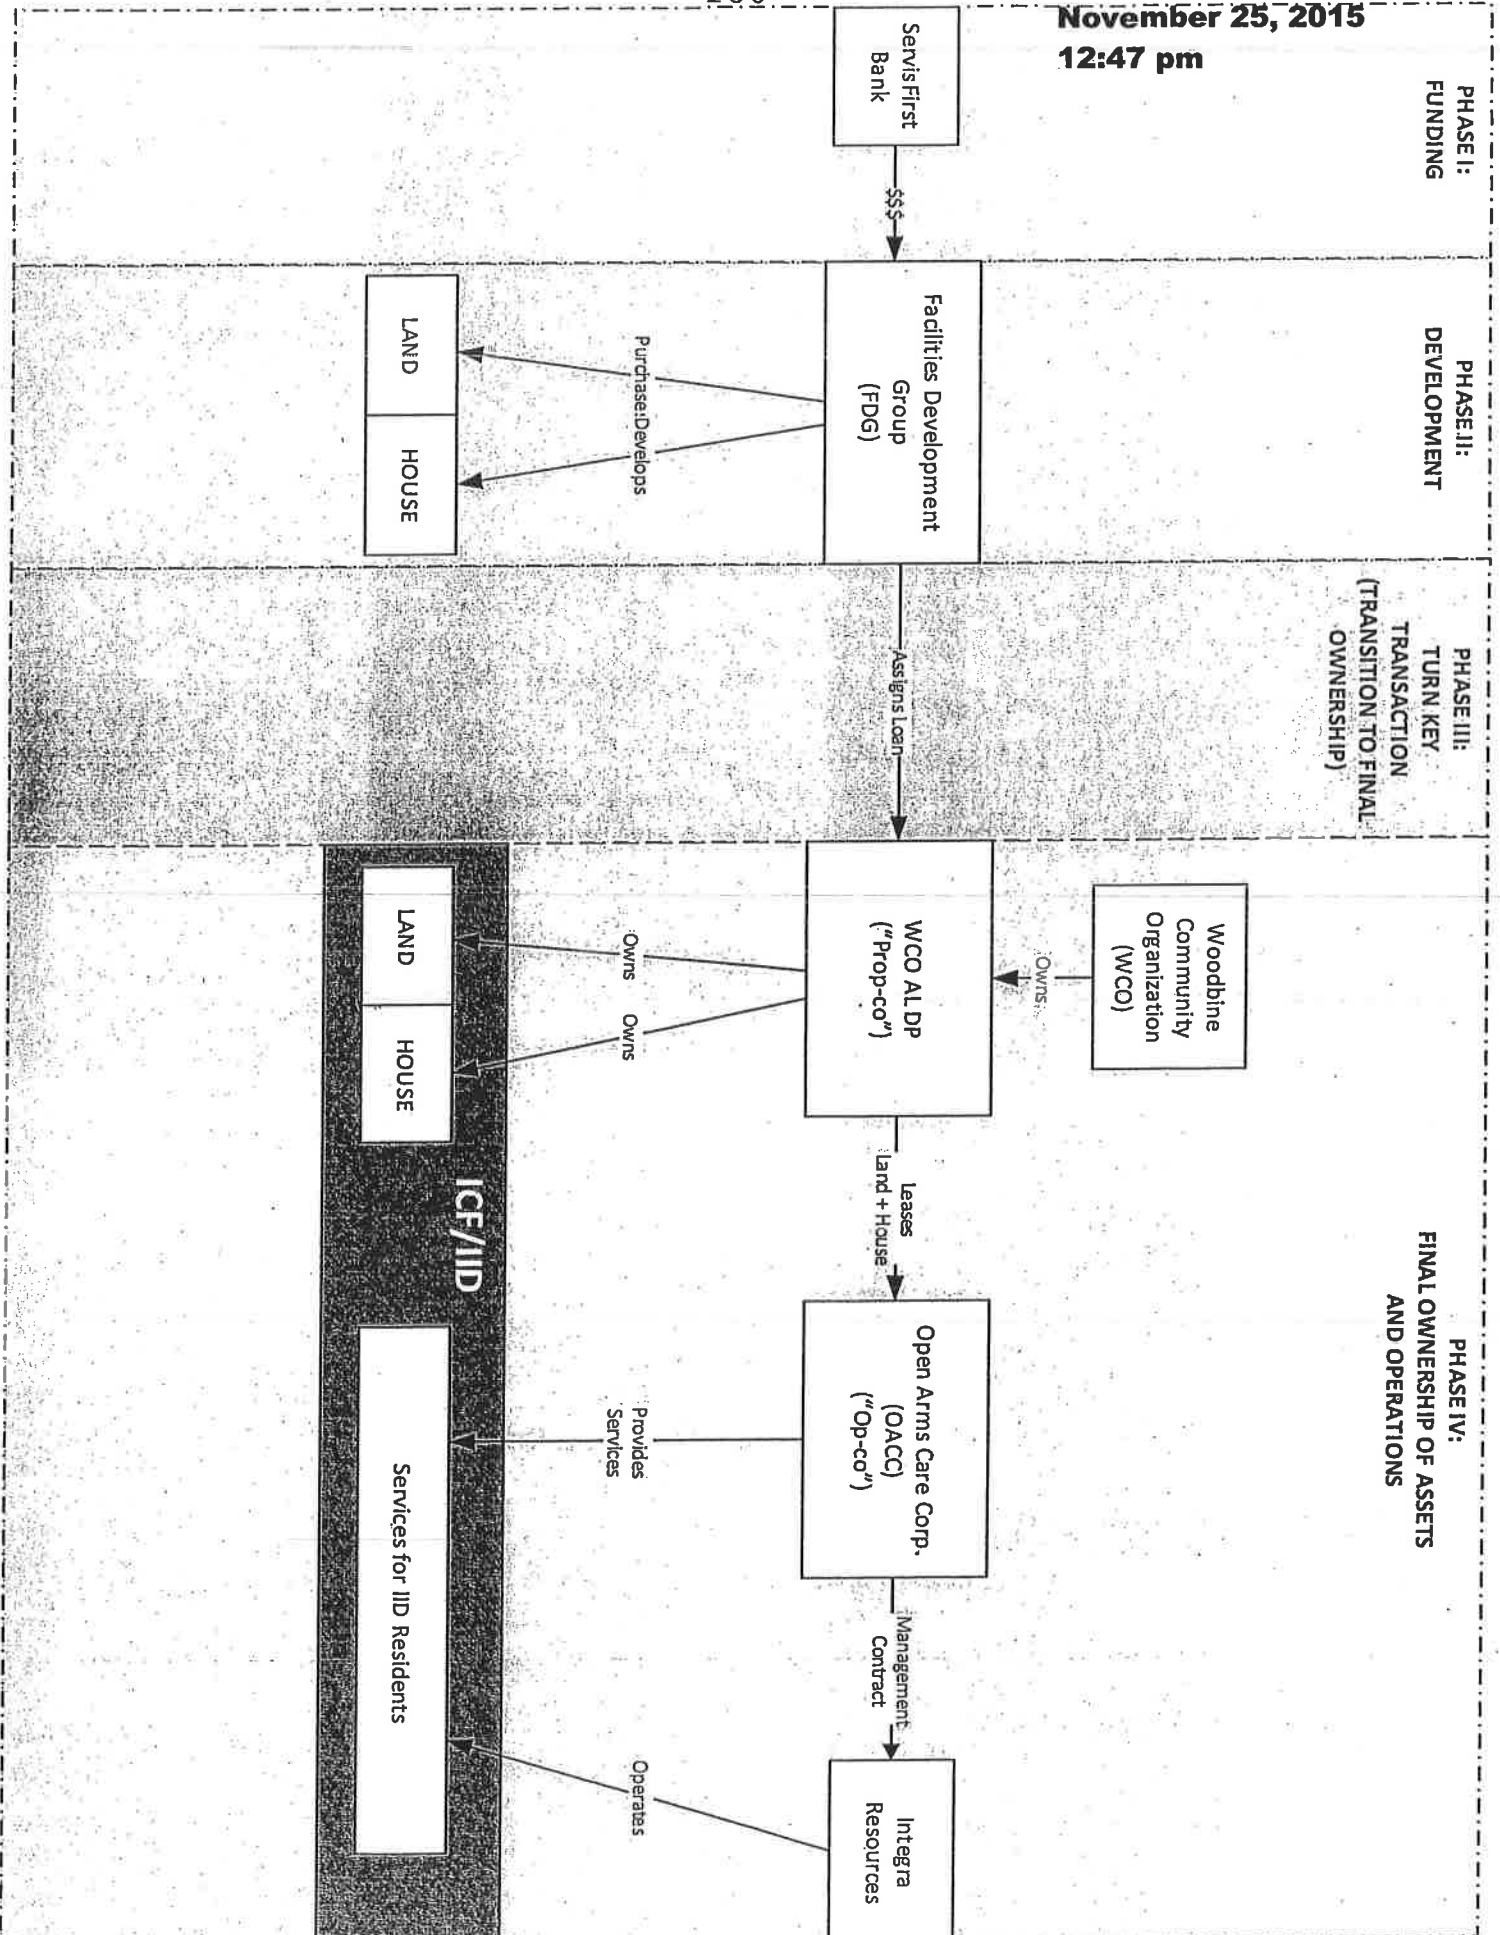 November 25, 2015
12:47 pm
PHASE I:
FUNDING
PHASE II:
DEVELOPMENT
PHASE III:
TURN KEY
TRANSACTION
(TRANSITION TO FINAL
OWNERSHIP)
PHASE IV:
FINAL OWNERSHIP OF ASSETS
AND OPERATIONS
ServisFirst
Bank
$$$
Facilities Development
Group
(FDG)
Purchase
Develops
LAND
HOUSE
Assigns Loan
Woodbine
Community
Organization
(WCO)
Owns
WCO ALDP
("Prop-co")
Owns
Owns
LAND
HOUSE
Leases
Land + House
Open Arms Care Corp.
(OACC)
("Op-co")
Provides
Services
Management
Contract
Integra
Resources
Operates
ICF/IID
Services for IID Residents